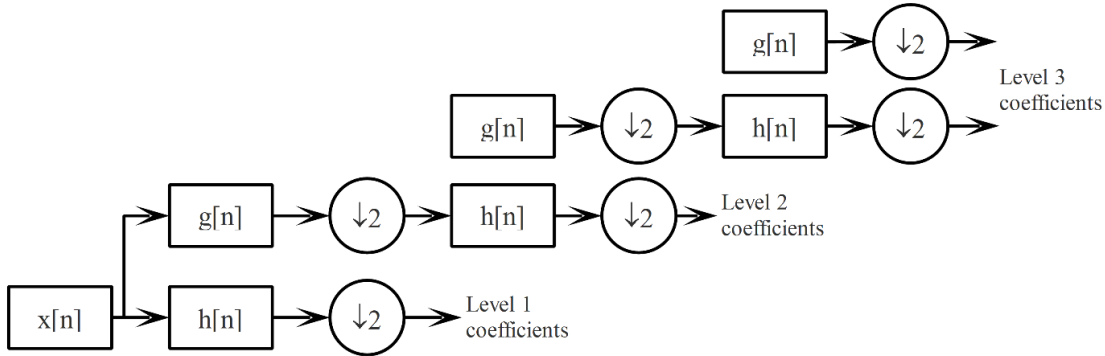 g[n]
↓2
Level 3
coefficients
g[n]
↓2
h[n]
↓2
g[n]
↓2
h[n]
↓2
Level 2
coefficients
x[n]
h[n]
↓2
Level 1
coefficients